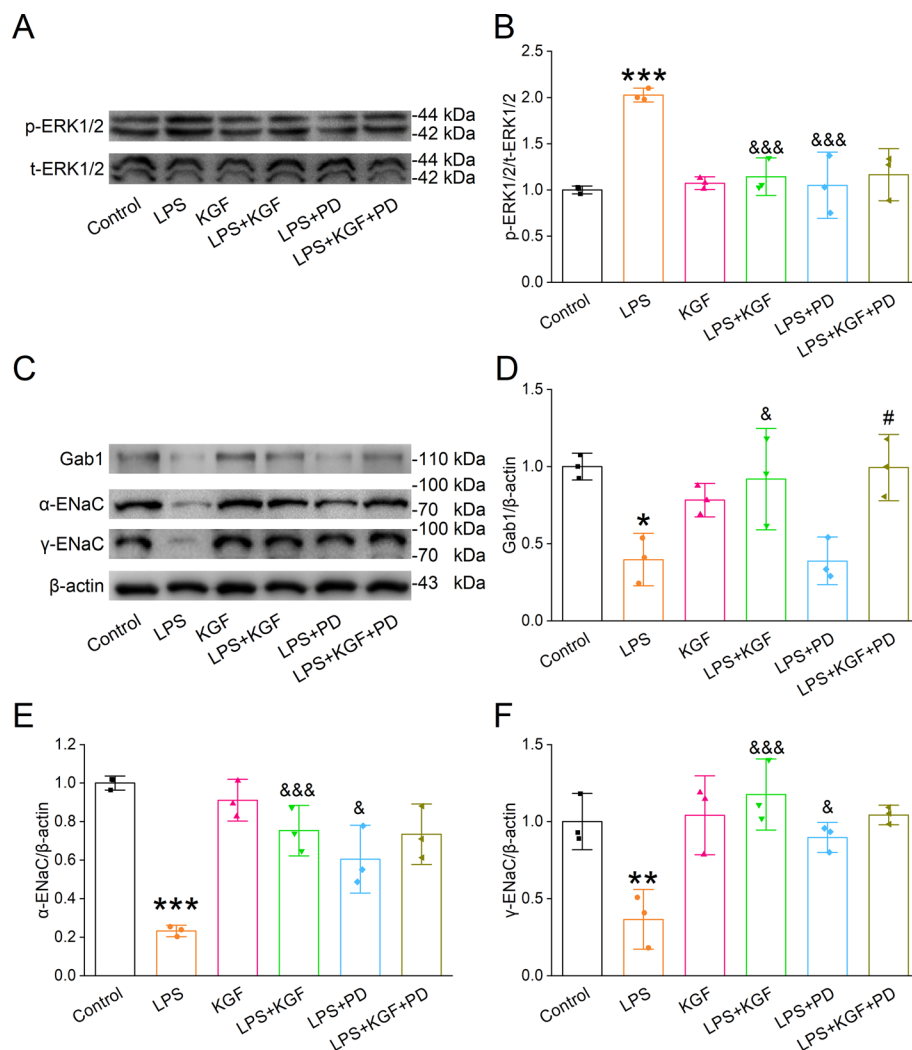 A
p-ERK1/2
-44 kDa
-42 kDa
t-ERK1/2
-44 kDa
-42 kDa
Control
LPS
KGF
LPS+KGF
LPS+PD
LPS+KGF+PD
B
p-ERK1/2/t-ERK1/2
2.5
2.0
1.5
1.0
0.5
0.0
***
&&&
&&&
Control
LPS
KGF
LPS+KGF
LPS+PD
LPS+KGF+PD
C
Gab1
-110 kDa
α-ENaC
-100 kDa
-70 kDa
γ-ENaC
-100 kDa
-70 kDa
β-actin
-43 kDa
Control
LPS
KGF
LPS+KGF
LPS+PD
LPS+KGF+PD
D
Gab1/β-actin
1.5
1.0
0.5
0.0
*
&
#
Control
LPS
KGF
LPS+KGF
LPS+PD
LPS+KGF+PD
E
α-ENaC/β-actin
1.2
1.0
0.8
0.6
0.4
0.2
0.0
***
&&&
&
Control
LPS
KGF
LPS+KGF
LPS+PD
LPS+KGF+PD
F
γ-ENaC/β-actin
1.5
1.0
0.5
0.0
**
&&&
&
Control
LPS
KGF
LPS+KGF
LPS+PD
LPS+KGF+PD